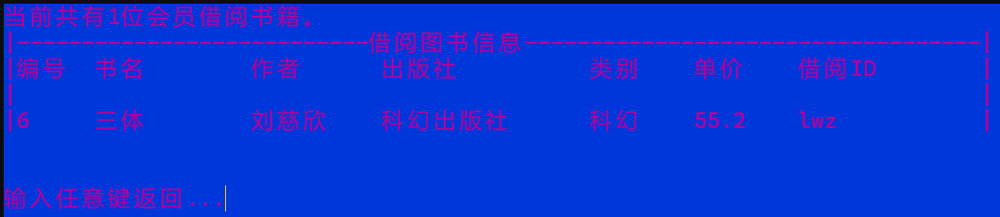 当前共有1位会员借阅书籍。
|---------------------------借阅图书信息-----------------------------------|
|编号  书名        作者      出版社          类别    单价    借阅ID        |
|                                                                          |
|6     三体        刘慈欣    科幻出版社      科幻    55.2    lwz           |
输入任意键返回...